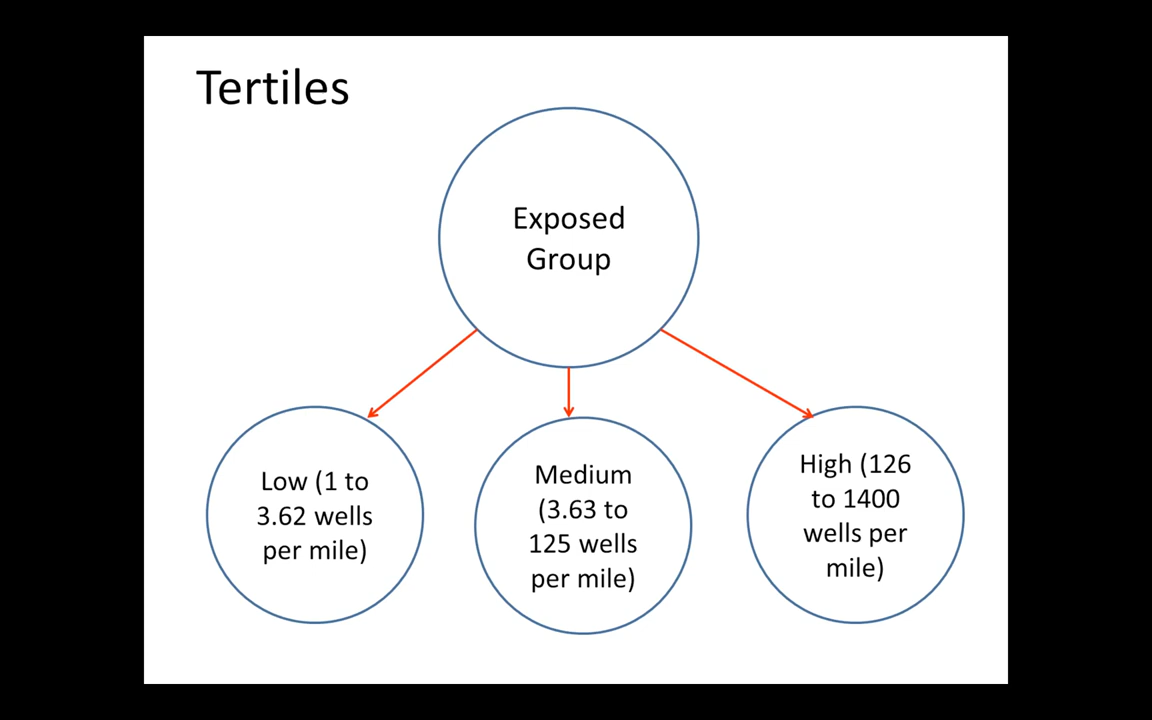 Tertiles
Exposed
Group
Low (1 to
3.62 wells
per mile)
Medium
(3.63 to
125 wells
per mile)
High (126
to 1400
wells per
mile)